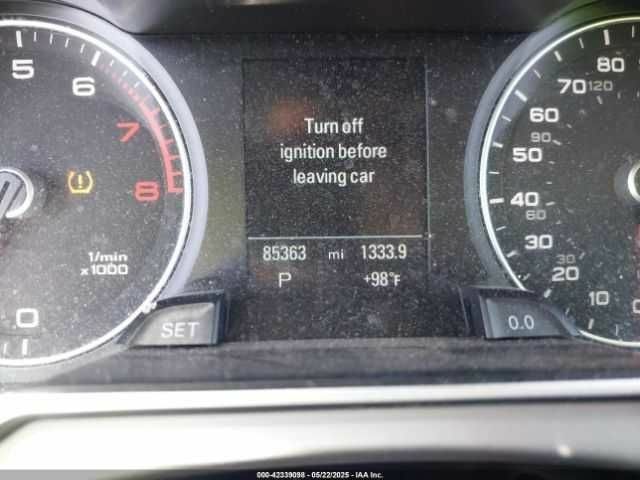 5
6
7
8
1/min
x1000
0
SET
Turn off
ignition before
leaving car
85363 mi 1333.9
P +98°F
80
70 120
60
90
50
40
60
30
30
20
10
0.0
000-42339098 - 05/22/2025 - IAA Inc.